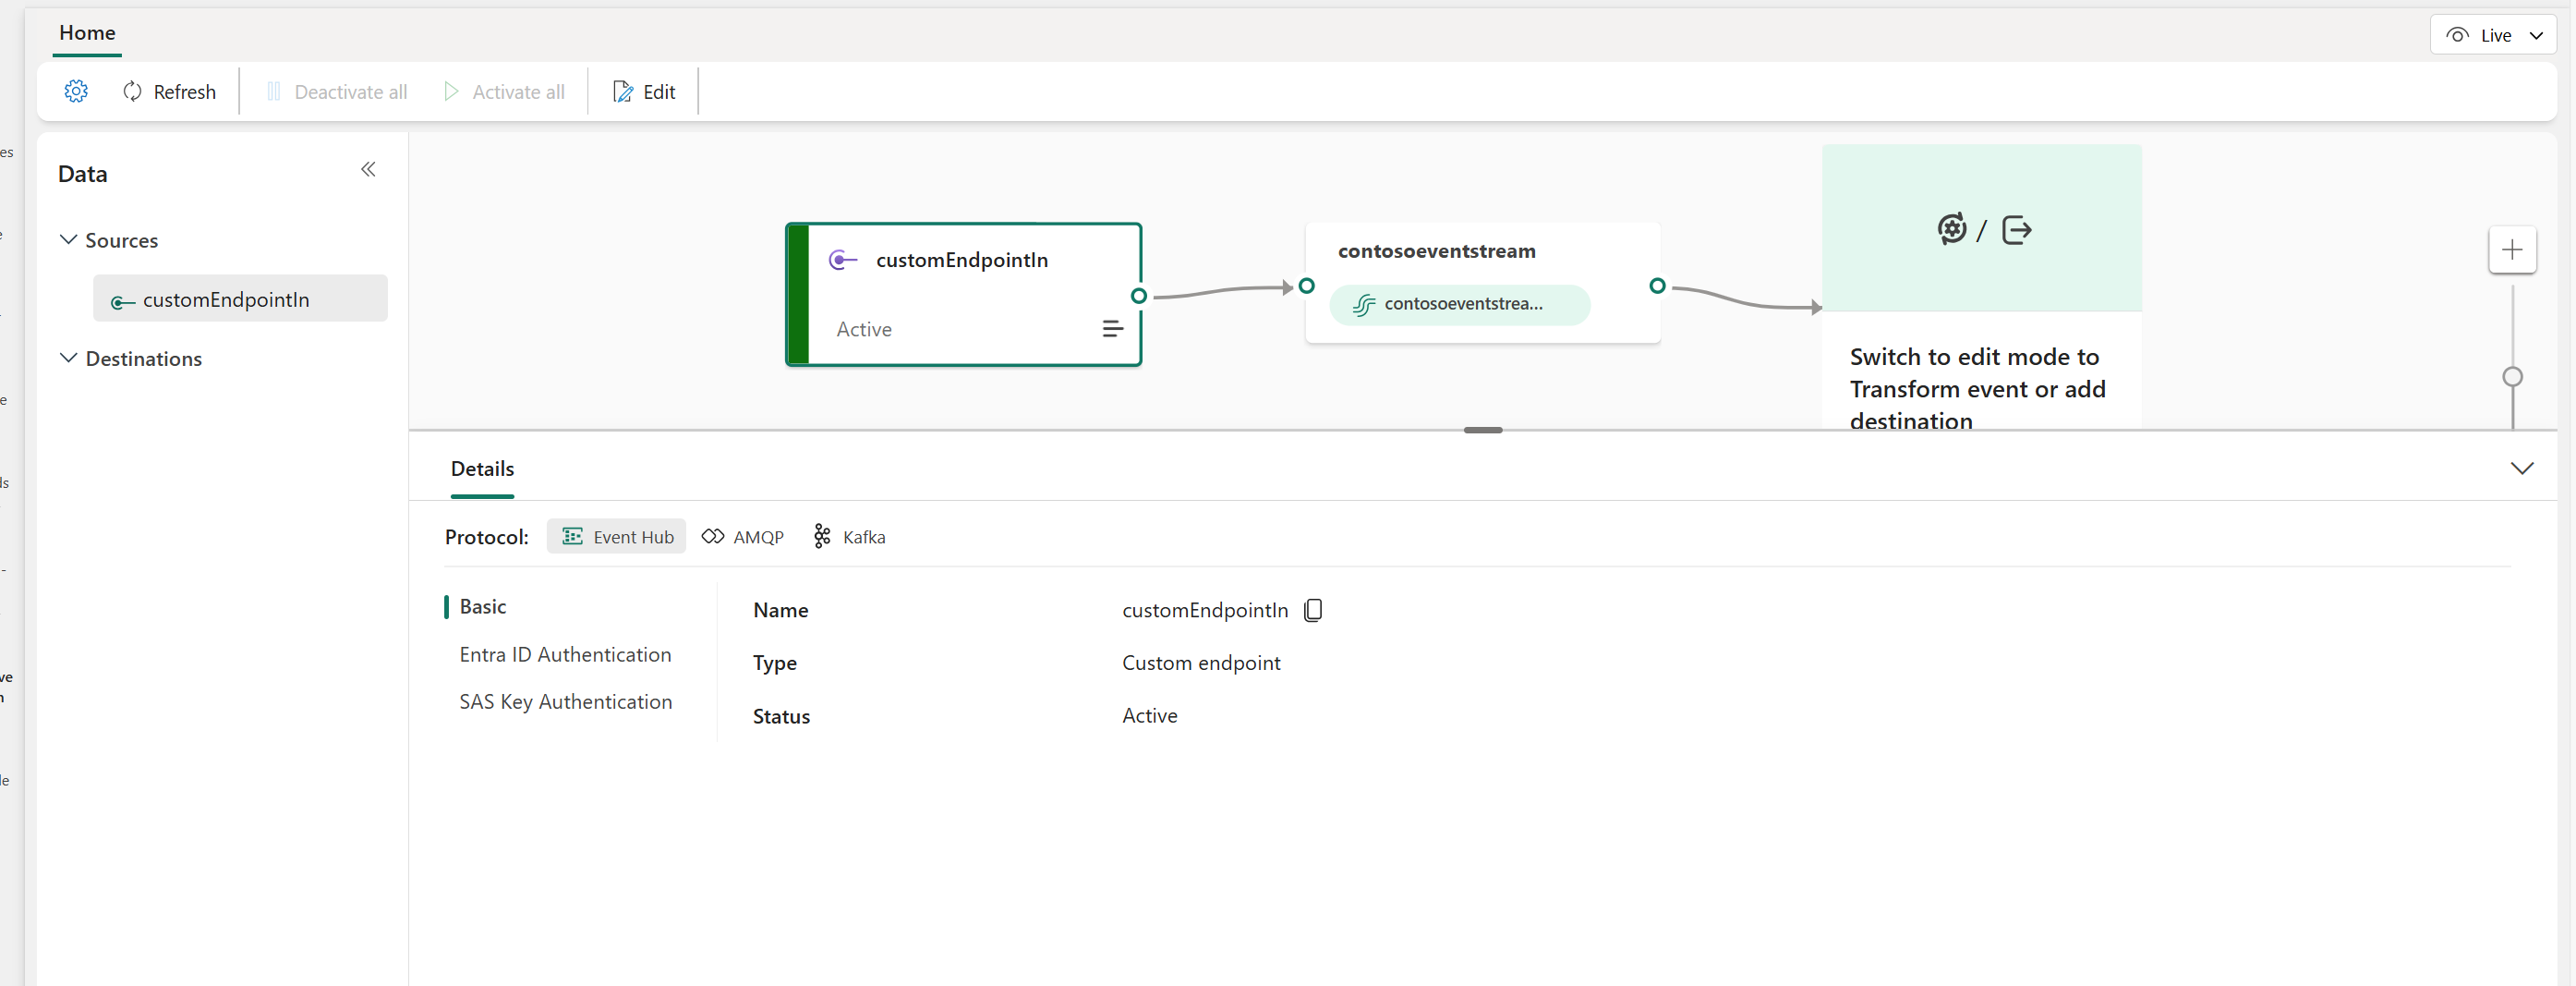 Home
Live
Refresh
Deactivate all
Activate all
Edit
Data
Sources
customEndpointIn
Destinations
customEndpointIn
Active
contosoeventstream
contosoeventstrea...
/
Switch to edit mode to
Transform event or add
destination
Details
Protocol:
Event Hub
AMQP
Kafka
Basic
Entra ID Authentication
SAS Key Authentication
Name
customEndpointIn
Type
Custom endpoint
Status
Active